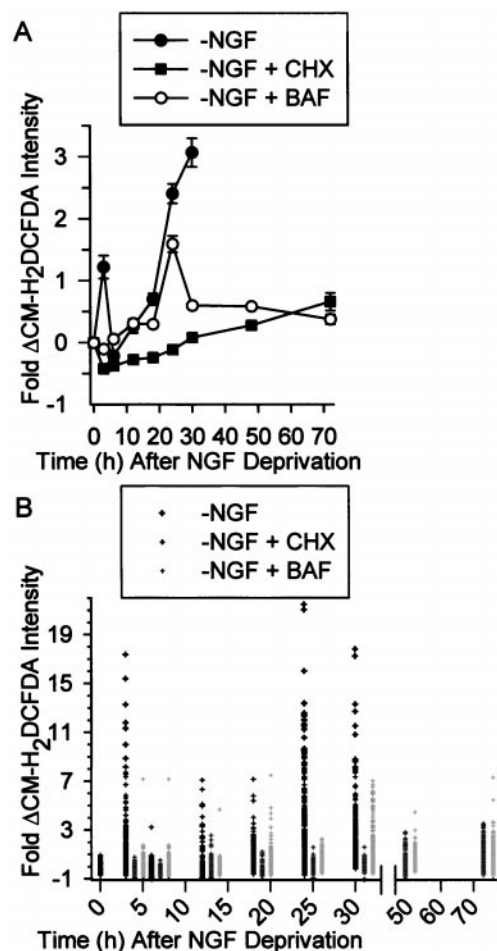 A
-NGF
-NGF + CHX
-NGF + BAF
Fold ΔCM-H₂DCFDA Intensity
3
2
1
0
-1
0 10 20 30 40 50 60 70
Time (h) After NGF Deprivation
B
-NGF
-NGF + CHX
-NGF + BAF
Fold ΔCM-H₂DCFDA Intensity
19
15
11
7
3
-1
0 5 10 15 20 25 30 50 70
Time (h) After NGF Deprivation